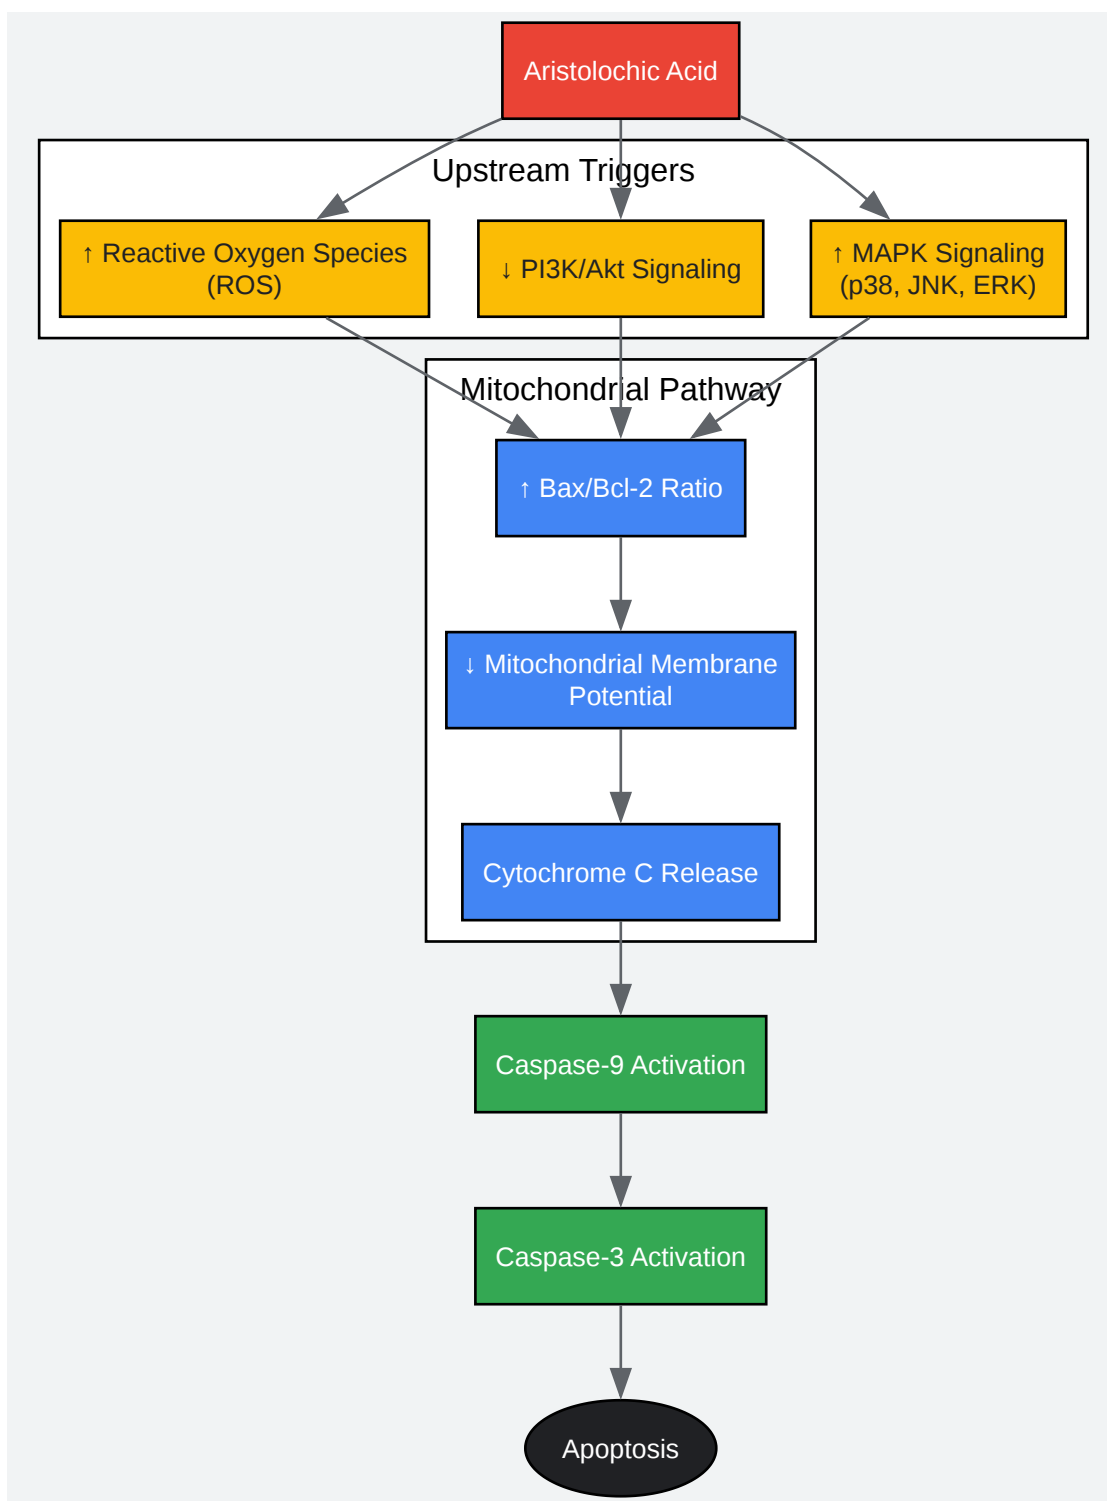 Aristolochic Acid
Upstream Triggers
↑ Reactive Oxygen Species
(ROS)
↓ PI3K/Akt Signaling
↑ MAPK Signaling
(p38, JNK, ERK)
Mitochondrial Pathway
↑ Bax/Bcl-2 Ratio
↓ Mitochondrial Membrane
Potential
Cytochrome C Release
Caspase-9 Activation
Caspase-3 Activation
Apoptosis